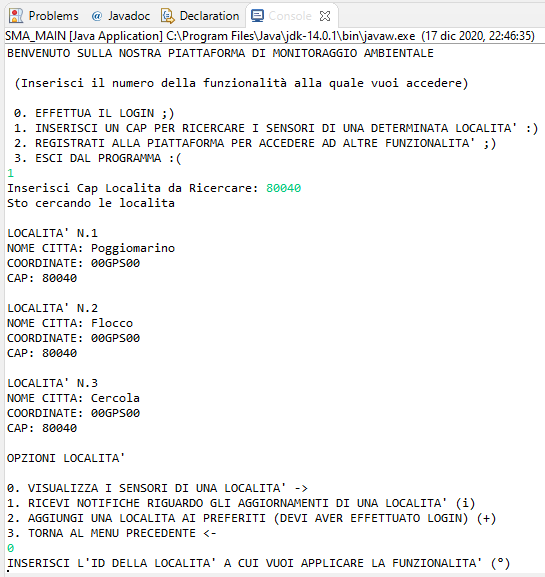 Problems @ Javadoc Declaration Console
SMA_MAIN [Java Application] C:\Program Files\Java\jdk-14.0.1\bin\javaw.exe (17 dic 2020, 22:46:35)
BENVENUTO SULLA NOSTRA PIATTAFORMA DI MONITORAGGIO AMBIENTALE
(Inserisci il numero della funzionalità alla quale vuoi accedere)
0. EFFETTUA IL LOGIN ;)
1. INSERISCI UN CAP PER RICERCARE I SENSORI DI UNA DETERMINATA LOCALITA' :)
2. REGISTRATI ALLA PIATTAFORMA PER ACCEDERE AD ALTRE FUNZIONALITA' ;)
3. ESCI DAL PROGRAMMA :(
1
Inserisci Cap Localita da Ricercare: 80040
Sto cercando le localita
LOCALITA' N.1
NOME CITTA: Poggiomarino
COORDINATE: 00GPS00
CAP: 80040
LOCALITA' N.2
NOME CITTA: Flocco
COORDINATE: 00GPS00
CAP: 80040
LOCALITA' N.3
NOME CITTA: Cercola
COORDINATE: 00GPS00
CAP: 80040
OPZIONI LOCALITA'
0. VISUALIZZA I SENSORI DI UNA LOCALITA' ->
1. RICEVI NOTIFICHE RIGUARDO GLI AGGIORNAMENTI DI UNA LOCALITA' (i)
2. AGGIUNGI UNA LOCALITA AI PREFERITI (DEVI AVER EFFETTUATO LOGIN) (+)
3. TORNA AL MENU PRECEDENTE <-
0
INSERISCI L'ID DELLA LOCALITA' A CUI VUOI APPLICARE LA FUNZIONALITA' (°)